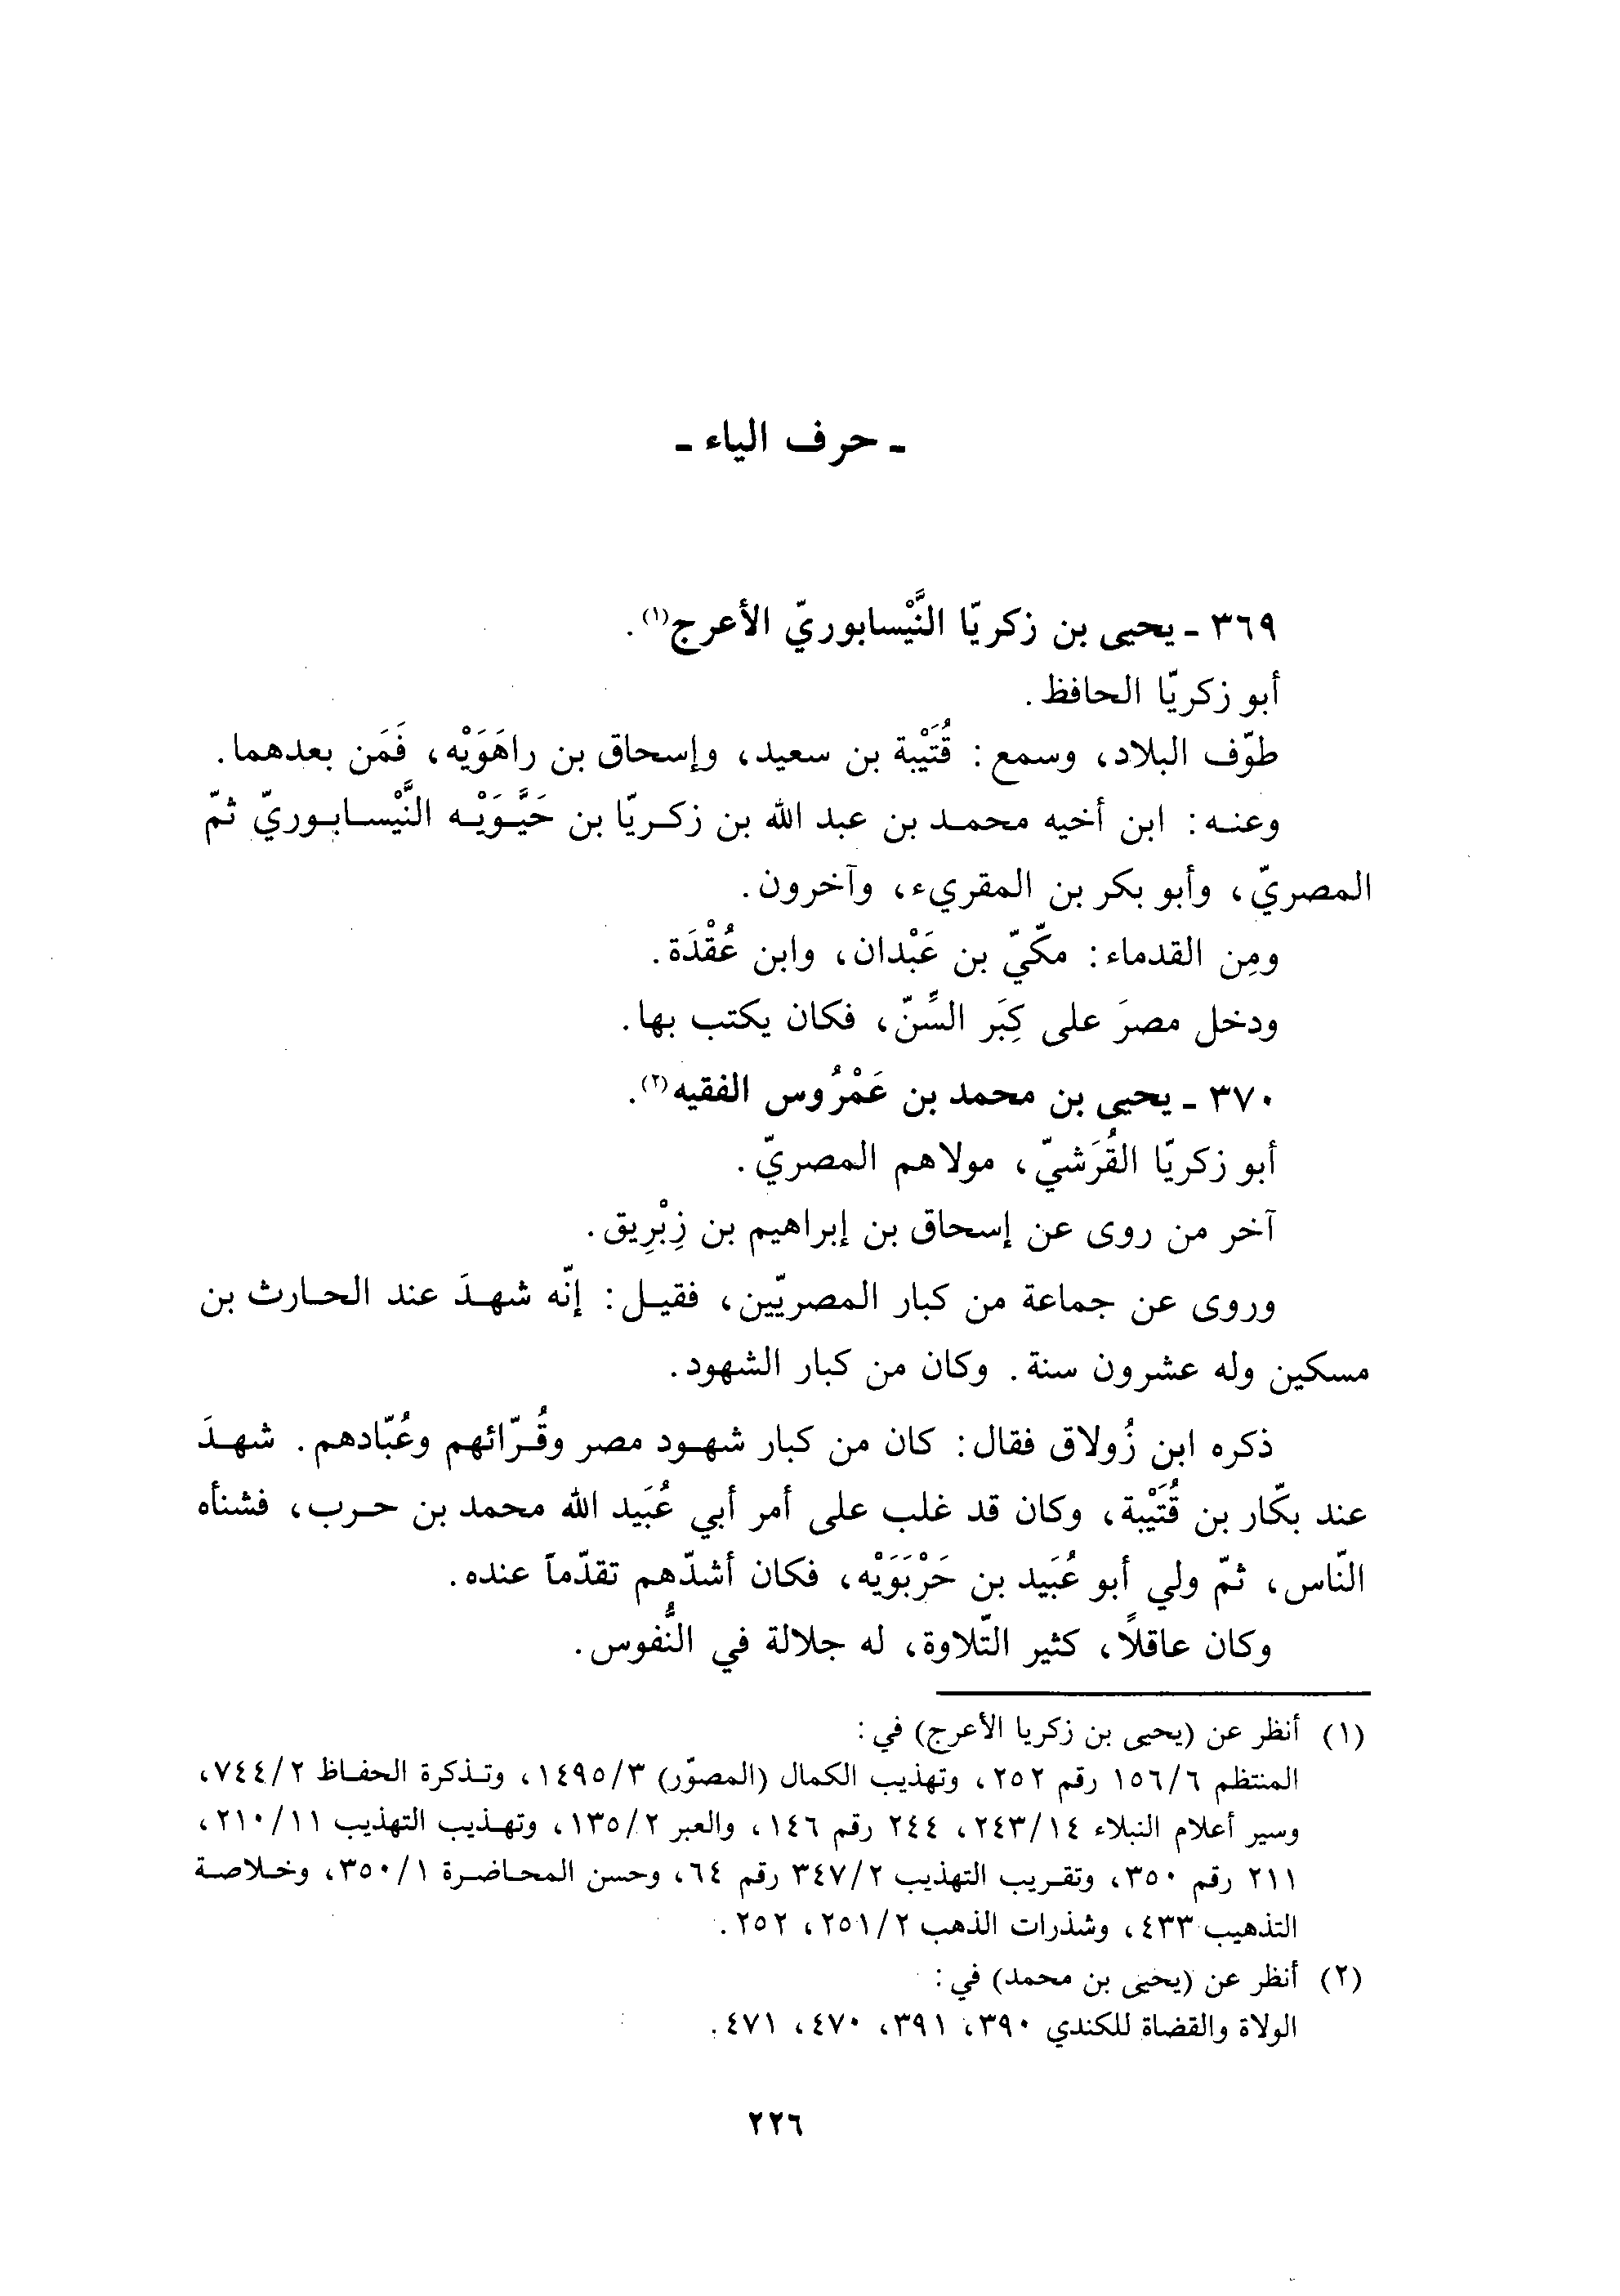 ـ حرف الياء ـ
٣٦٩ ـ يحيى بن زكريّا النَّيْسابوريّ الأعرج(١).
أبو زكريّا الحافظ.
طوّف البلاد، وسمع: قُتَيْبة بن سعيد، وإسحاق بن راهَوَيْه، فَمَن بعدهما.
وعنه: ابن أخيه محمد بن عبد الله بن زكريّا بن حَيَّوَيْه النَّيْسابوريّ ثمّ
المصريّ، وأبو بكر بن المقريء، وآخرون.
ومِن القدماء: مكّيّ بن عَبْدان، وابن عُقْدَة.
ودخل مصرَ على كِبَر السِّنّ، فكان يكتب بها.
٣٧٠ ـ يحيى بن محمد بن عَمْرُوس الفقيه(٢).
أبو زكريّا القُرَشيّ، مولاهم المصريّ.
آخر من روى عن إسحاق بن إبراهيم بن زِبْرِيق.
وروى عن جماعة من كبار المصريّين، فقيل: إنّه شهدَ عند الحارث بن
مسكين وله عشرون سنة. وكان من كبار الشهود.
ذكره ابن زُولاق فقال: كان من كبار شهود مصر وقُرّائهم وعُبّادهم. شهدَ
عند بكّار بن قُتَيْبة، وكان قد غلب على أمر أبي عُبَيد الله محمد بن حرب، فشنأه
النّاس، ثمّ ولي أبو عُبَيد بن حَرْبَوَيْه، فكان أشدّهم تقدّماً عنده.
وكان عاقلاً، كثير التّلاوة، له جلالة في النُّفوس.
(١) أنظر عن (يحيى بن زكريا الأعرج) في:
المنتظم ١٥٦/٦ رقم ٢٥٢، وتهذيب الكمال (المصوّر) ١٤٩٥/٣، وتذكرة الحفاظ ٧٤٤/٢،
وسير أعلام النبلاء ٢٤٣/١٤، ٢٤٤ رقم ١٤٦، والعبر ١٣٥/٢، وتهذيب التهذيب ٢١٠/١١،
٢١١ رقم ٣٥٠، وتقريب التهذيب ٣٤٧/٢ رقم ٦٤، وحسن المحاضرة ٣٥٠/١، وخلاصة
التذهيب ٤٣٣، وشذرات الذهب ٢٥١/٢، ٢٥٢.
(٢) أنظر عن (يحيى بن محمد) في:
الولاة والقضاة للكندي ٣٩٠، ٣٩١، ٤٧٠، ٤٧١.
٢٢٦